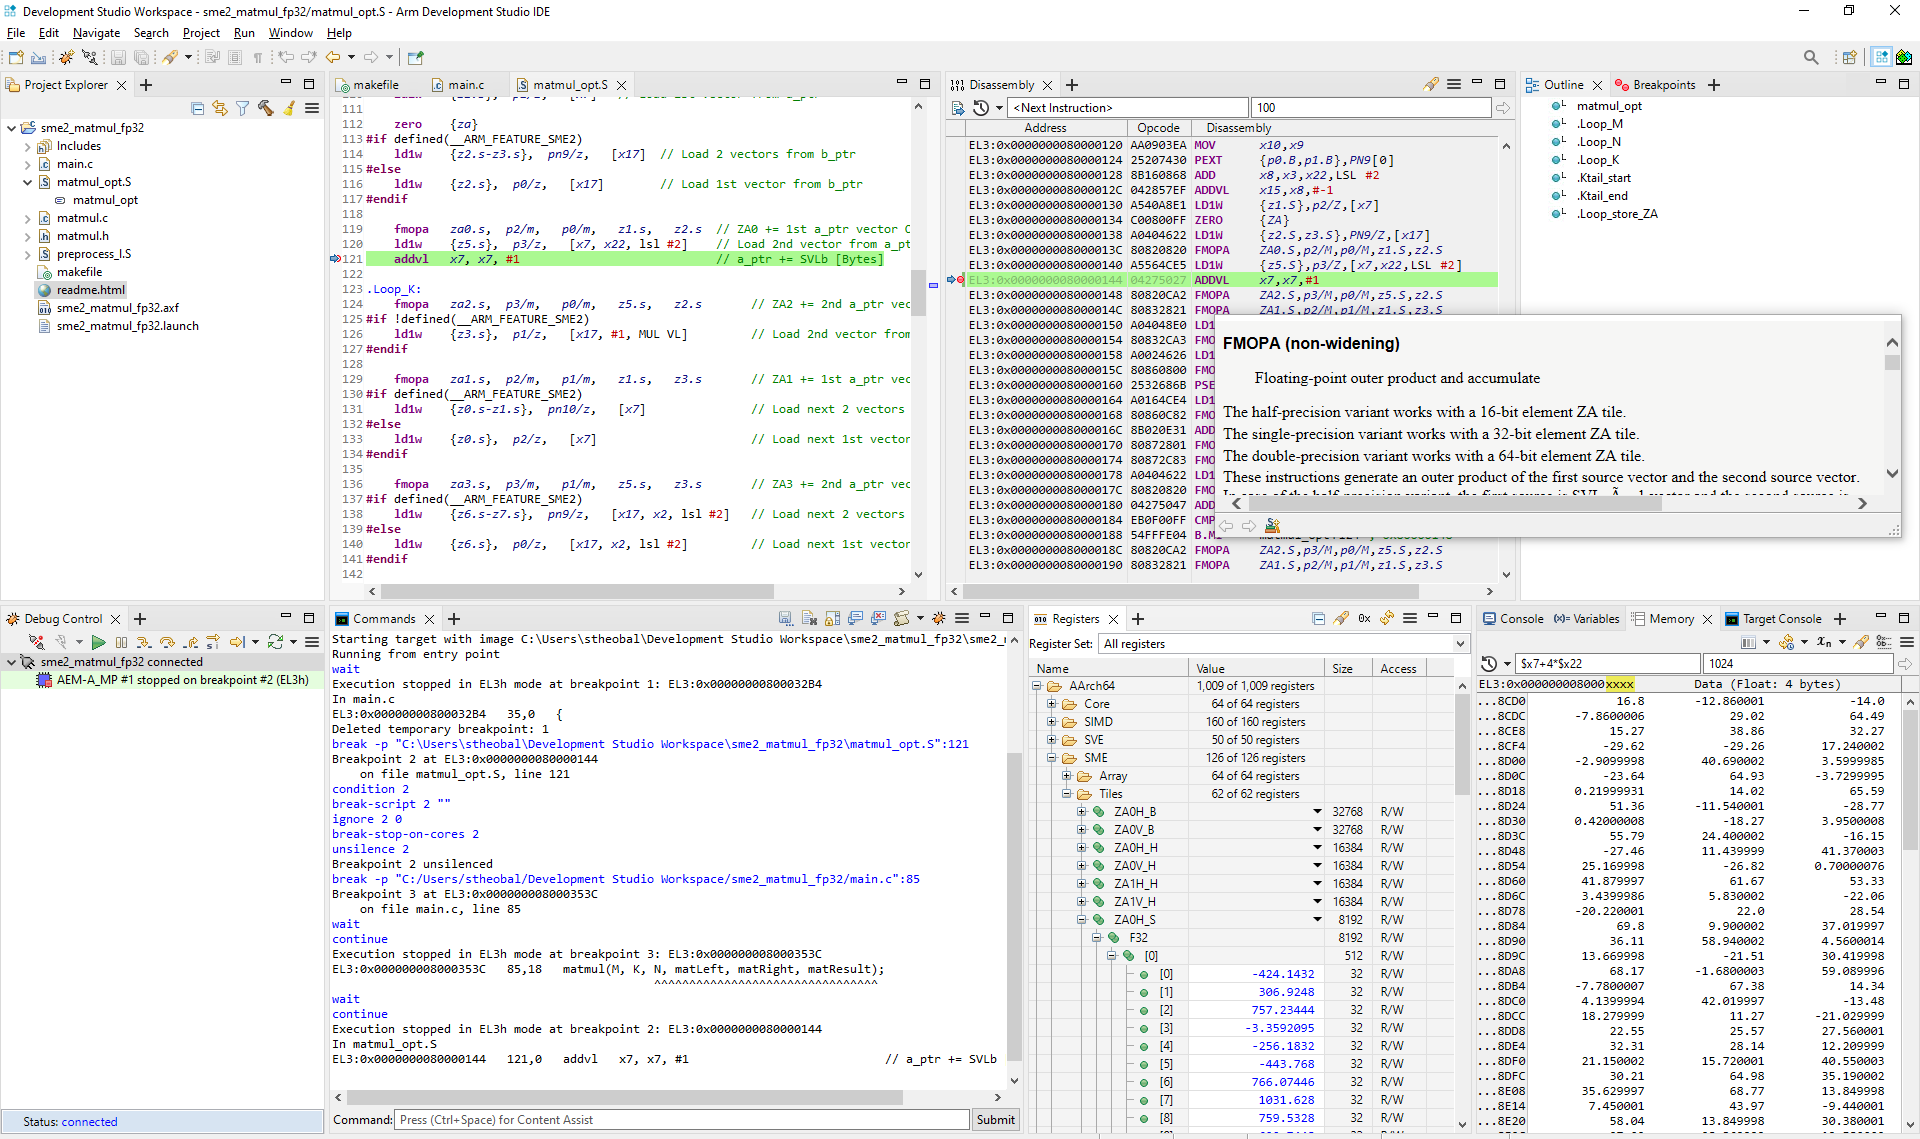 Development Studio Workspace - sme2_matmul_fp32/matmul_opt.S - Arm Development Studio IDE
File Edit Navigate Search Project Run Window Help
Project Explorer
sme2_matmul_fp32
Includes
main.c
matmul_opt.S
matmul_opt
matmul.c
matmul.h
preprocess_l.S
makefile
readme.html
sme2_matmul_fp32.axf
sme2_matmul_fp32.launch
makefile main.c matmul_opt.S
111
112 zero {za}
113 #if defined(__ARM_FEATURE_SME2)
114 ld1w {z2.s-z3.s}, pn9/z, [x17] // Load 2 vectors from b_ptr
115 #else
116 ld1w {z2.s}, p0/z, [x17] // Load 1st vector from b_ptr
117 #endif
118
119 fmopa za0.s, p2/m, p0/m, z1.s, z2.s // ZA0 += 1st a_ptr vector
120 ld1w {z5.s}, p3/z, [x7, x22, lsl #2] // Load 2nd vector from a_pt
121 addvl x7, x7, #1 // a_ptr += SVLb [Bytes]
122
123 .Loop_K:
124 fmopa za2.s, p3/m, p0/m, z5.s, z2.s // ZA2 += 2nd a_ptr vec
125 #if !defined(__ARM_FEATURE_SME2)
126 ld1w {z3.s}, p1/z, [x17, #1, MUL VL] // Load 2nd vector from
127 #endif
128
129 fmopa za1.s, p2/m, p1/m, z1.s, z3.s // ZA1 += 1st a_ptr vec
130 #if defined(__ARM_FEATURE_SME2)
131 ld1w {z0.s-z1.s}, pn10/z, [x7] // Load next 2 vectors
132 #else
133 ld1w {z0.s}, p2/z, [x7] // Load next 1st vector
134 #endif
135
136 fmopa za3.s, p3/m, p1/m, z5.s, z3.s // ZA3 += 2nd a_ptr vec
137 #if defined(__ARM_FEATURE_SME2)
138 ld1w {z6.s-z7.s}, pn9/z, [x17, x2, lsl #2] // Load next 2 vectors
139 #else
140 ld1w {z6.s}, p0/z, [x17, x2, lsl #2] // Load next 1st vector
141 #endif
142
Disassembly
<Next Instruction> 100
Address Opcode Disassembly
EL3:0x0000000080000120 AA0903EA MOV x10,x9
EL3:0x0000000080000124 25207430 PEXT {p0.B,p1.B},PN9[0]
EL3:0x0000000080000128 8B160868 ADD x8,x3,x22,LSL #2
EL3:0x000000008000012C 042857EF ADDVL x15,x8,#-1
EL3:0x0000000080000130 A540A8E1 LD1W {z1.S},p2/Z,[x7]
EL3:0x0000000080000134 C00800FF ZERO {ZA}
EL3:0x0000000080000138 A0404622 LD1W {z2.S,z3.S},PN9/Z,[x17]
EL3:0x000000008000013C 80820820 FMOPA ZA0.S,p2/M,p0/M,z1.S,z2.S
EL3:0x0000000080000140 A5564CE5 LD1W {z5.S},p3/Z,[x7,x22,LSL #2]
EL3:0x0000000080000144 04275027 ADDVL x7,x7,#1
EL3:0x0000000080000148 80820CA2 FMOPA ZA2.S,p3/M,p0/M,z5.S,z2.S
EL3:0x000000008000014C 80832821 FMOPA ZA1.S,p2/M,p1/M,z1.S,z3.S
EL3:0x0000000080000150 A04048E0 LD1
EL3:0x0000000080000154 80832CA3 FMO
EL3:0x0000000080000158 A0024626 LD1
EL3:0x000000008000015C 80860800 FMO
EL3:0x0000000080000160 2532686B PSE
EL3:0x0000000080000164 A0164CE4 LD1
EL3:0x0000000080000168 80860C82 FMO
EL3:0x000000008000016C 8B020E31 ADD
EL3:0x0000000080000170 80872801 FMO
EL3:0x0000000080000174 80872C83 FMO
EL3:0x0000000080000178 A0404622 LD1
EL3:0x000000008000017C 80820820 FMO
EL3:0x0000000080000180 04275047 ADD
EL3:0x0000000080000184 EB0F00FF CMP
EL3:0x0000000080000188 54FFFE04 B.M
EL3:0x000000008000018C 80820CA2 FMOPA ZA2.S,p3/M,p0/M,z5.S,z2.S
EL3:0x0000000080000190 80832821 FMOPA ZA1.S,p2/M,p1/M,z1.S,z3.S
FMOPA (non-widening)
Floating-point outer product and accumulate
The half-precision variant works with a 16-bit element ZA tile.
The single-precision variant works with a 32-bit element ZA tile.
The double-precision variant works with a 64-bit element ZA tile.
These instructions generate an outer product of the first source vector and the second source vector.
Outline Breakpoints
matmul_opt
.Loop_M
.Loop_N
.Loop_K
.Ktail_start
.Ktail_end
.Loop_store_ZA
Debug Control
sme2_matmul_fp32 connected
AEM-A_MP #1 stopped on breakpoint #2 (EL3h)
Status: connected
Commands
Starting target with image C:\Users\stheobal\Development Studio Workspace\sme2_matmul_fp32\sme2_r
Running from entry point
wait
Execution stopped in EL3h mode at breakpoint 1: EL3:0x00000000800032B4
In main.c
EL3:0x00000000800032B4 35,0 {
Deleted temporary breakpoint: 1
break -p "C:\Users\stheobal\Development Studio Workspace\sme2_matmul_fp32\matmul_opt.S":121
Breakpoint 2 at EL3:0x0000000080000144
on file matmul_opt.S, line 121
condition 2
break-script 2 ""
ignore 2 0
break-stop-on-cores 2
unsilence 2
Breakpoint 2 unsilenced
break -p "C:/Users/stheobal/Development Studio Workspace/sme2_matmul_fp32/main.c":85
Breakpoint 3 at EL3:0x000000008000353C
on file main.c, line 85
wait
continue
Execution stopped in EL3h mode at breakpoint 3: EL3:0x000000008000353C
EL3:0x000000008000353C 85,18 matmul(M, K, N, matLeft, matRight, matResult);
^^^^^^^^^^^^^^^^^^^^^^^^^^^^^^^^
wait
continue
Execution stopped in EL3h mode at breakpoint 2: EL3:0x0000000080000144
In matmul_opt.S
EL3:0x0000000080000144 121,0 addvl x7, x7, #1 // a_ptr += SVLb
Command: Press (Ctrl+Space) for Content Assist Submit
Registers
Register Set: All registers
Name Value Size Access
AArch64 1,009 of 1,009 registers
Core 64 of 64 registers
SIMD 160 of 160 registers
SVE 50 of 50 registers
SME 126 of 126 registers
Array 64 of 64 registers
Tiles 62 of 62 registers
ZA0H_B 32768 R/W
ZA0V_B 32768 R/W
ZA0H_H 16384 R/W
ZA0V_H 16384 R/W
ZA1H_H 16384 R/W
ZA1V_H 16384 R/W
ZA0H_S 8192 R/W
F32 8192 R/W
[0] 512 R/W
[0] -424.1432 32 R/W
[1] 306.9248 32 R/W
[2] 757.23444 32 R/W
[3] -3.3592095 32 R/W
[4] -256.1832 32 R/W
[5] -443.768 32 R/W
[6] 766.07446 32 R/W
[7] 1031.628 32 R/W
[8] 759.5328 32 R/W
Console Variables Memory Target Console
$x7+4*$x22 1024
EL3:0x000000008000xxxx Data (Float: 4 bytes)
...8CD0 16.8 -12.860001 -14.0
...8CDC -7.8600006 29.02 64.49
...8CE8 15.27 38.86 32.27
...8CF4 -29.62 -29.26 17.240002
...8D00 -2.9099998 40.690002 3.5999985
...8D0C -23.64 64.93 -3.7299995
...8D18 0.21999931 14.02 65.59
...8D24 51.36 -11.540001 -28.77
...8D30 0.42000008 -18.27 3.9950008
...8D3C 55.79 24.400002 -16.15
...8D48 -27.46 11.439999 41.370003
...8D54 25.169998 -26.82 0.70000076
...8D60 41.879997 61.67 53.33
...8D6C 3.4399986 5.830002 -22.06
...8D78 -20.220001 22.0 28.54
...8D84 69.8 9.900002 37.019997
...8D90 36.11 58.940002 4.5600014
...8D9C 13.669998 -21.51 30.419998
...8DA8 68.17 -1.6800003 59.089996
...8DB4 -7.7800007 67.38 14.34
...8DC0 4.1399994 42.019997 -13.48
...8DCC 18.279999 11.27 -21.029999
...8DD8 22.55 25.57 27.560001
...8DE4 32.31 28.14 12.209999
...8DF0 21.150002 15.720001 40.550003
...8DFC 30.21 64.98 35.190002
...8E08 35.629997 68.77 13.849998
...8E14 7.450001 43.97 -9.440001
...8E20 58.04 13.849998 30.380001